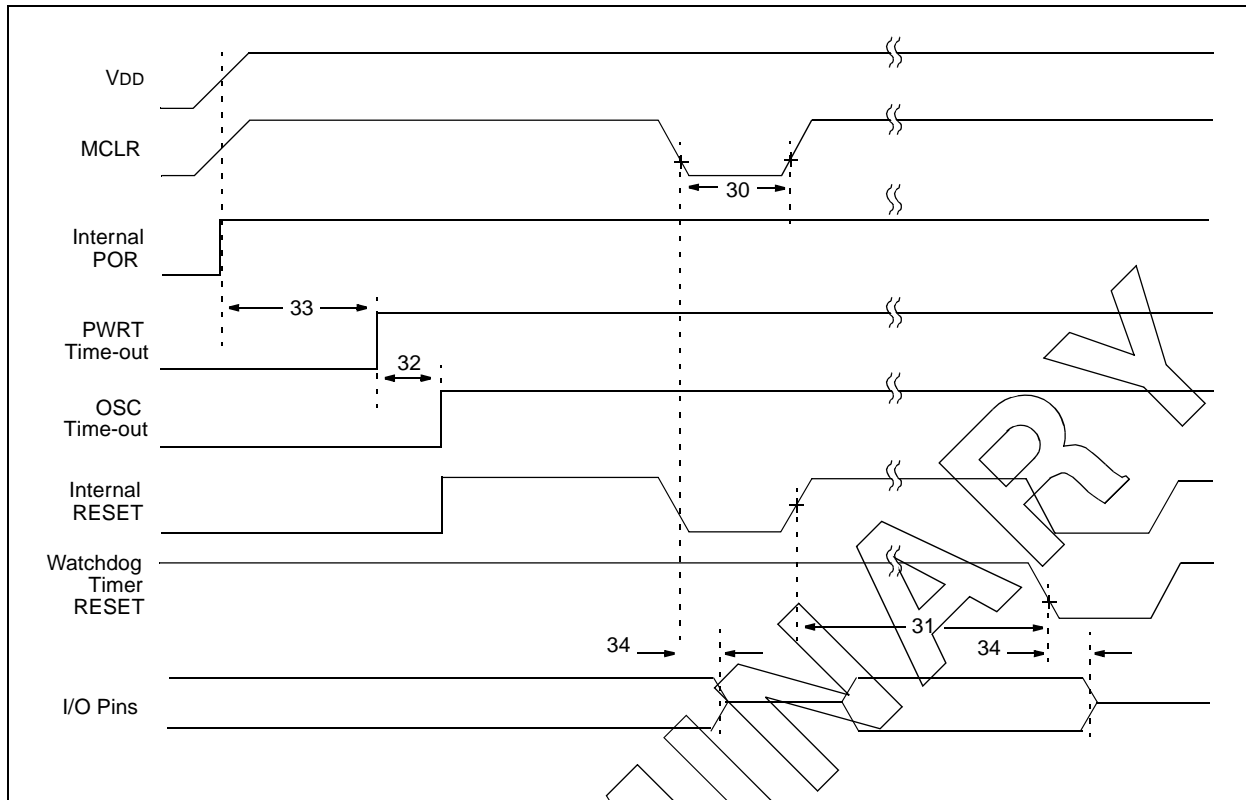 VDD
MCLR
30
Internal
POR
33
PWRT
Time-out
32
OSC
Time-out
Internal
RESET
Watchdog
Timer
RESET
31
34
34
I/O Pins
INARY